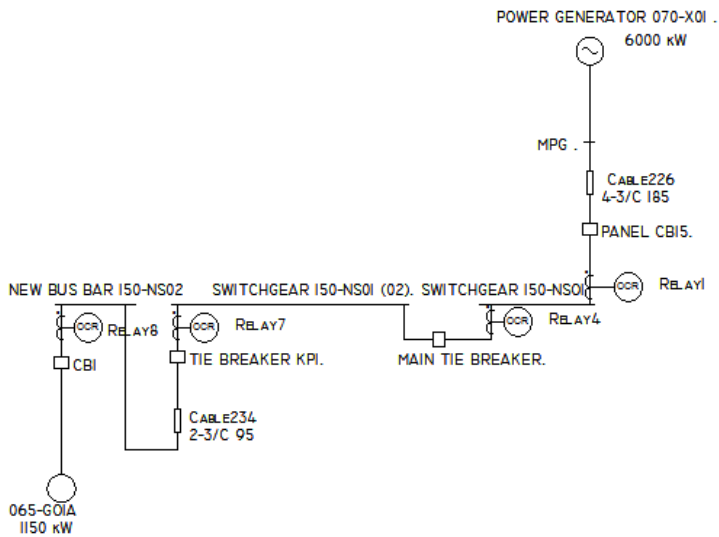 POWER GENERATOR 070-X01 .
6000 KW
MPG .
CABLE226
4-3/C 185
PANEL CB15.
NEW BUS BAR 150-NS02
SWITCHGEAR 150-NS01 (02).
SWITCHGEAR 150-NS01
OCR
RELAY1
OCR
RELAY8
OCR
RELAY7
OCR
RELAY4
CB1
TIE BREAKER KP1.
MAIN TIE BREAKER.
CABLE234
2-3/C 95
065-G01A
1150 KW